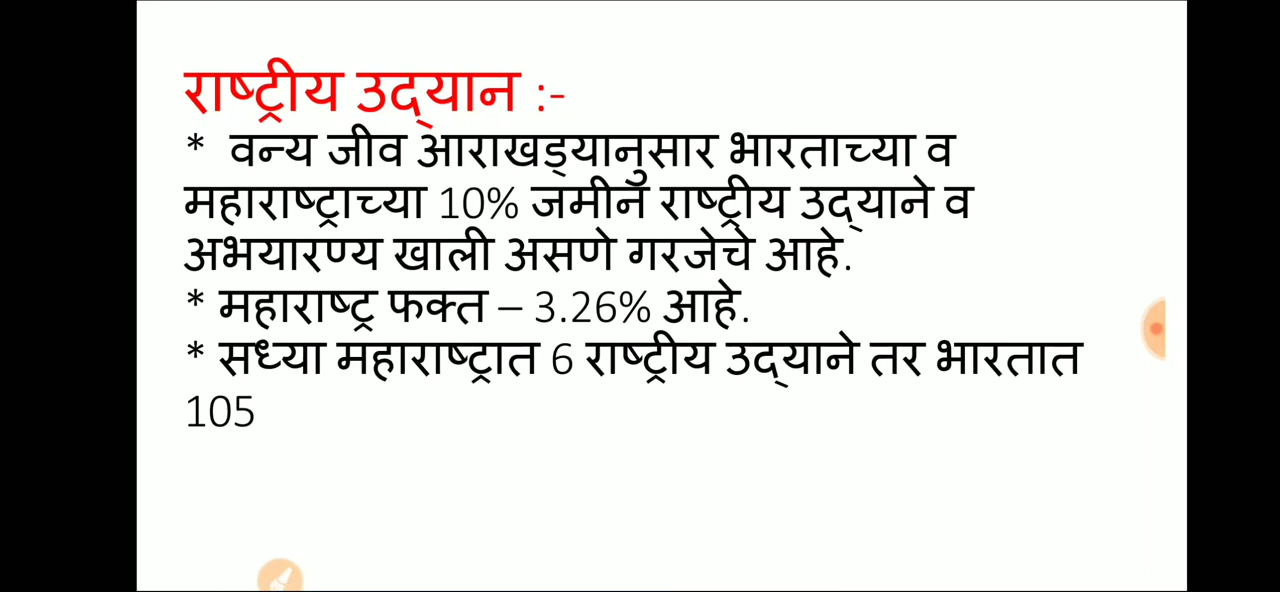 राष्ट्रीय उद्‌यान :-
* वन्य जीव आराखड्यानुसार भारताच्या व
महाराष्ट्राच्या 10% जमीन राष्ट्रीय उद्‌याने व
अभयारण्य खाली असणे गरजेचे आहे.
* महाराष्ट्र फक्त – 3.26% आहे.
* सध्या महाराष्ट्रात 6 राष्ट्रीय उद्‌याने तर भारतात
105